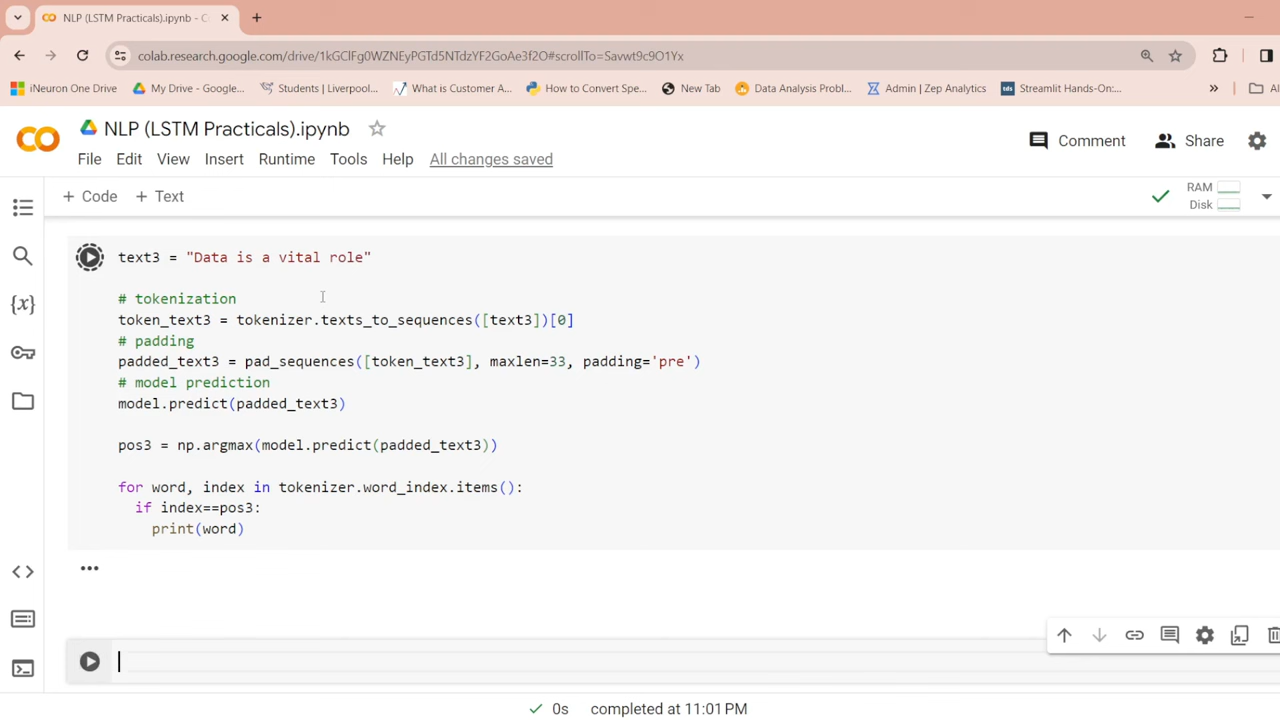 NLP (LSTM Practicals).ipynb - C
colab.research.google.com/drive/1kGClFg0WZNEyPGTd5NTdzYF2GoAe3f2O#scrollTo=Savwt9c9O1Yx
iNeuron One Drive My Drive - Google... Students | Liverpool... What is Customer A... How to Convert Spe... New Tab Data Analysis Probl... Admin | Zep Analytics Streamlit Hands-On:... » Al
CO NLP (LSTM Practicals).ipynb
Comment Share
File Edit View Insert Runtime Tools Help All changes saved
+ Code + Text
RAM
Disk
text3 = "Data is a vital role"
# tokenization
token_text3 = tokenizer.texts_to_sequences([text3])[0]
# padding
padded_text3 = pad_sequences([token_text3], maxlen=33, padding='pre')
# model prediction
model.predict(padded_text3)
pos3 = np.argmax(model.predict(padded_text3))
for word, index in tokenizer.word_index.items():
if index==pos3:
print(word)
0s completed at 11:01 PM